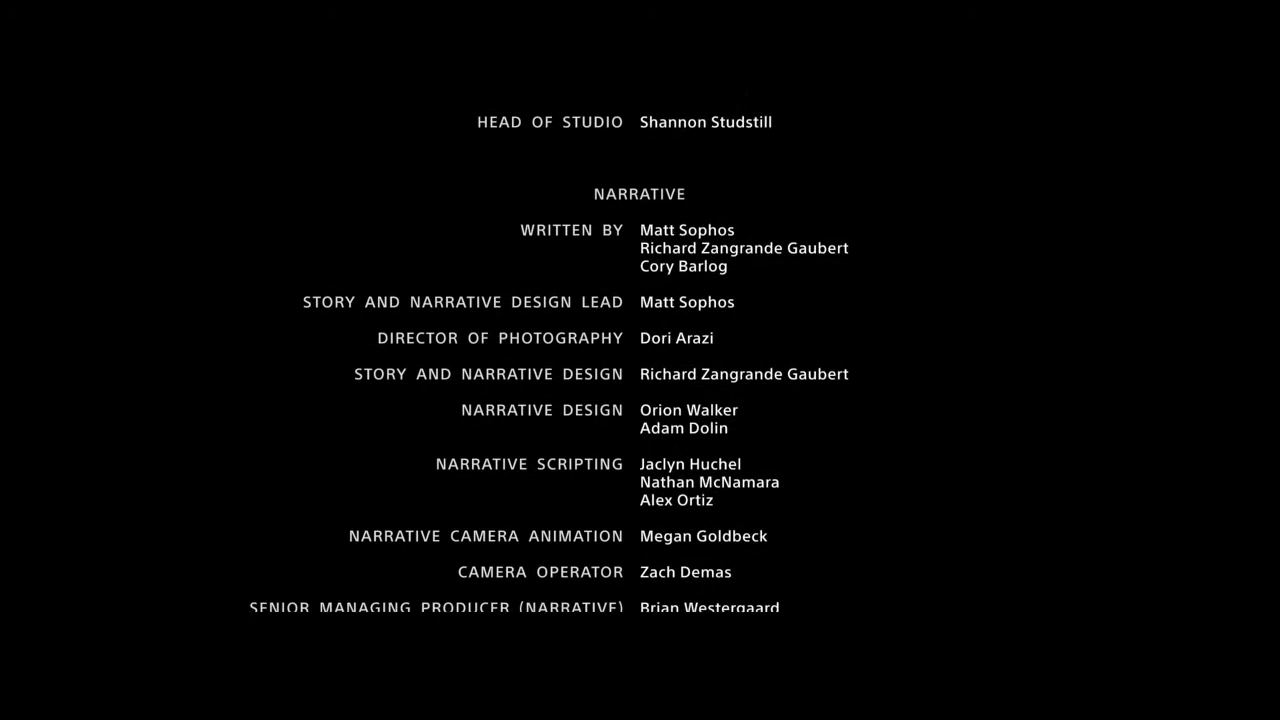 HEAD OF STUDIO Shannon Studstill
NARRATIVE
WRITTEN BY Matt Sophos
Richard Zangrande Gaubert
Cory Barlog
STORY AND NARRATIVE DESIGN LEAD Matt Sophos
DIRECTOR OF PHOTOGRAPHY Dori Arazi
STORY AND NARRATIVE DESIGN Richard Zangrande Gaubert
NARRATIVE DESIGN Orion Walker
Adam Dolin
NARRATIVE SCRIPTING Jaclyn Huchel
Nathan McNamara
Alex Ortiz
NARRATIVE CAMERA ANIMATION Megan Goldbeck
CAMERA OPERATOR Zach Demas
SENIOR MANAGING PRODUCER (NARRATIVE) Brian Westergaard